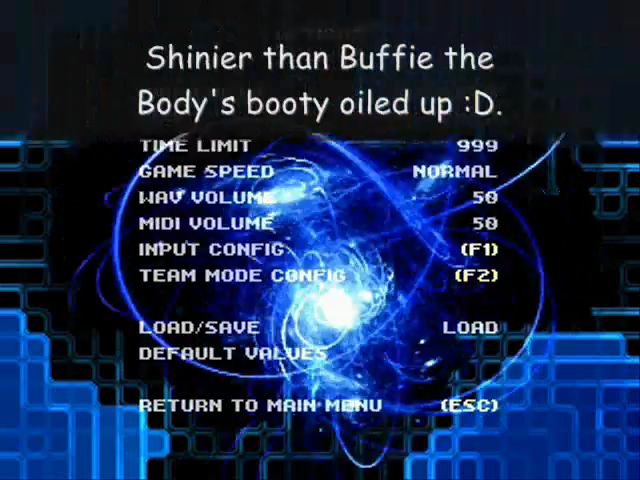 Shinier than Buffie the
Body's booty oiled up :D.
TIME LIMIT 999
GAME SPEED NORMAL
WAV VOLUME 50
MIDI VOLUME 50
INPUT CONFIG (F1)
TEAM MODE CONFIG (F2)
LOAD/SAVE LOAD
DEFAULT VALUES
RETURN TO MAIN MENU (ESC)